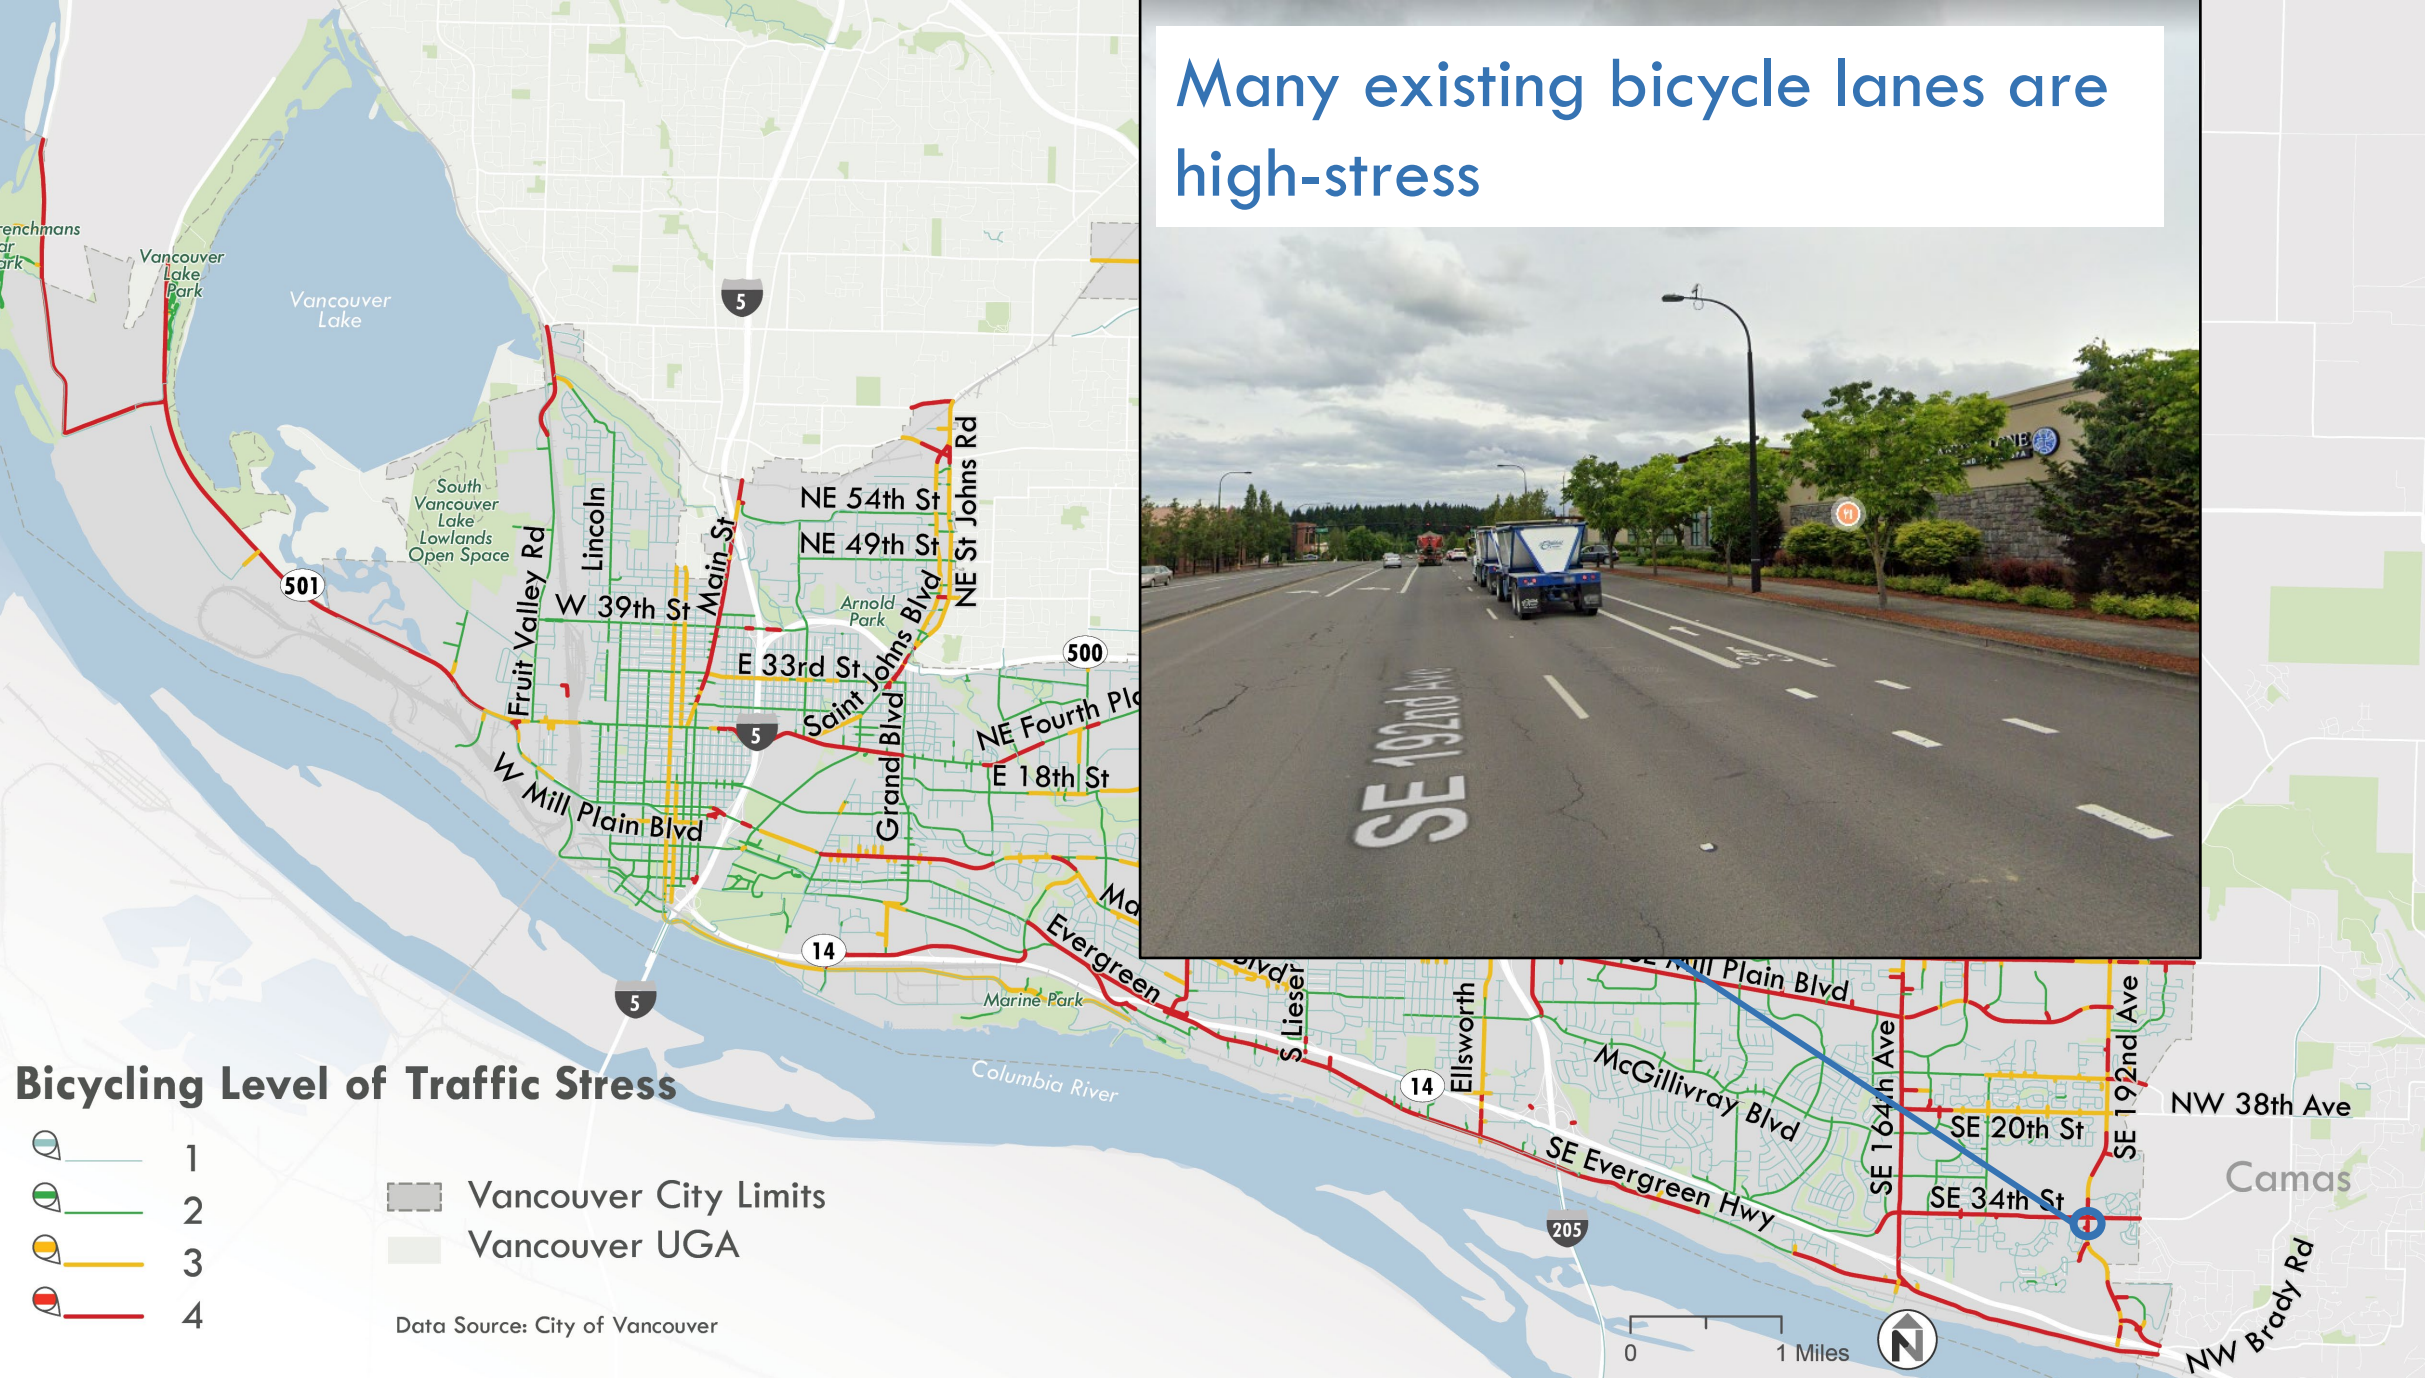 Many existing bicycle lanes are
high-stress
SE 192nd Ave
Vancouver
Lake
Park
Vancouver
Lake
5
South
Vancouver
Lake
Lowlands
Open Space
Lincoln
Fruit Valley Rd
Main St
NE 54th St
NE 49th St
NE St Johns Rd
501
W 39th St
Arnold
Park
E 33rd St
Saint Johns Blvd
500
NE Fourth
5
Grand Blvd
E 18th St
W Mill Plain Blvd
Evergreen
14
Marine Park
5
Columbia River
Blvd
S Lieser
Ellsworth
14
SE Mill Plain Blvd
McGillivray Blvd
SE 164th Ave
SE 192nd Ave
NW 38th Ave
SE 20th St
SE 34th St
Camas
SE Evergreen Hwy
205
NW Brady Rd
Bicycling Level of Traffic Stress
1
2
3
4
Vancouver City Limits
Vancouver UGA
Data Source: City of Vancouver
0 1 Miles
N